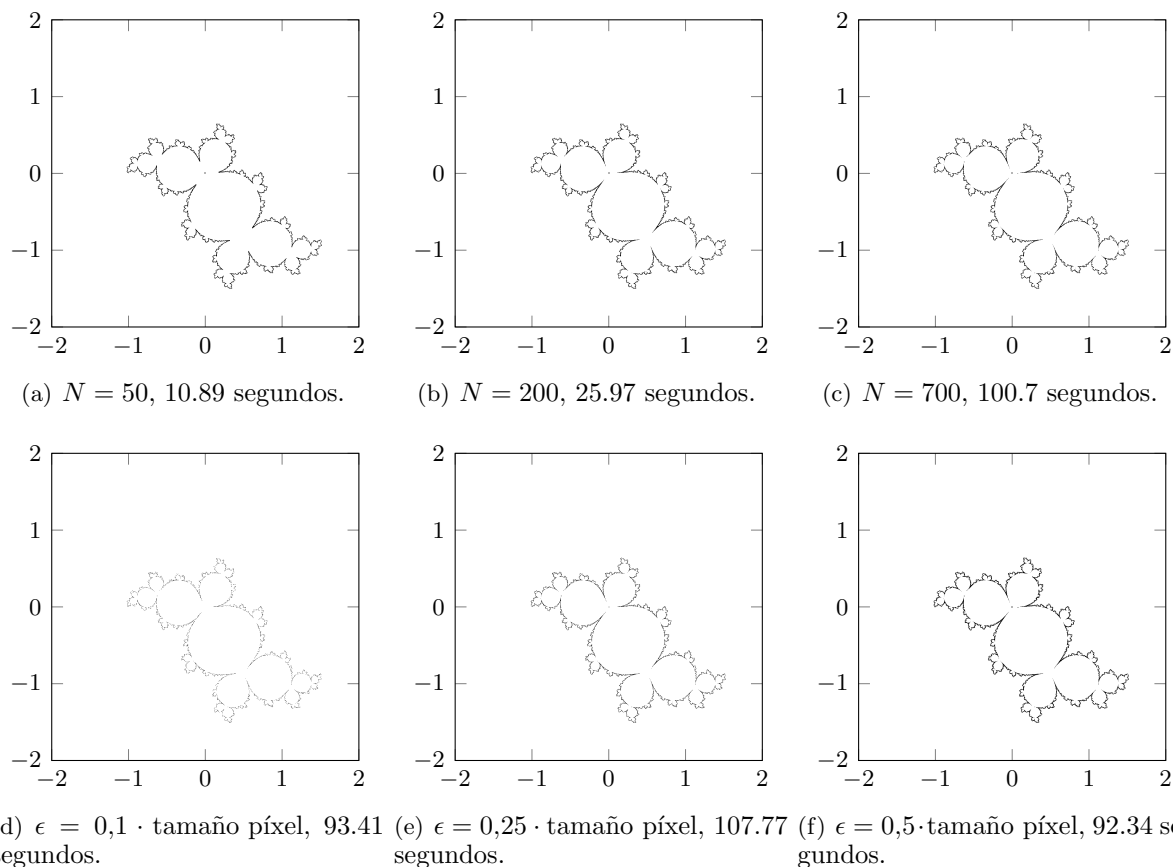 2 2 2
1 1 1
0 0 0
−1 −1 −1
−2 −2 −2
−2 −1 0 1 2 −2 −1 0 1 2 −2 −1 0 1 2
(a) N = 50, 10.89 segundos. (b) N = 200, 25.97 segundos. (c) N = 700, 100.7 segundos.
2 2 2
1 1 1
0 0 0
−1 −1 −1
−2 −2 −2
−2 −1 0 1 2 −2 −1 0 1 2 −2 −1 0 1 2
d) ϵ = 0,1 · tamaño píxel, 93.41 (e) ϵ = 0,25 · tamaño píxel, 107.77 (f) ϵ = 0,5·tamaño píxel, 92.34 se
segundos. segundos. gundos.